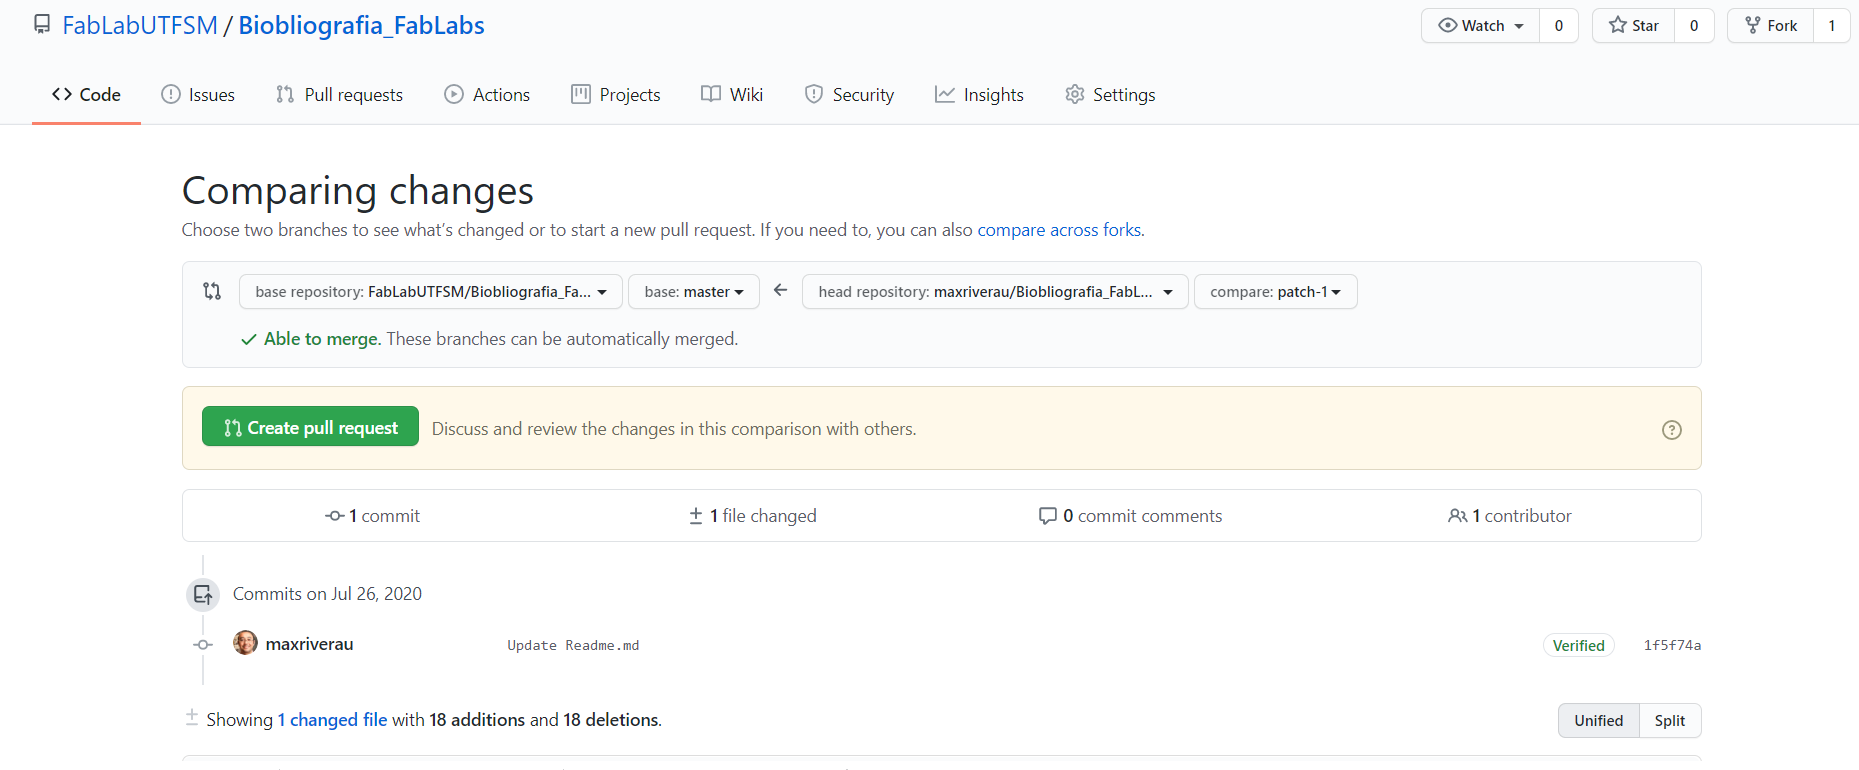 FabLabUTFSM / Biobliografia_FabLabs
Watch 0 Star 0 Fork 1
Code Issues Pull requests Actions Projects Wiki Security Insights Settings
Comparing changes
Choose two branches to see what's changed or to start a new pull request. If you need to, you can also compare across forks.
base repository: FabLabUTFSM/Biobliografia_Fa... base: master head repository: maxriverau/Biobliografia_FabL... compare: patch-1
Able to merge. These branches can be automatically merged.
Create pull request Discuss and review the changes in this comparison with others.
1 commit 1 file changed 0 commit comments 1 contributor
Commits on Jul 26, 2020
maxriverau Update Readme.md Verified 1f5f74a
Showing 1 changed file with 18 additions and 18 deletions. Unified Split